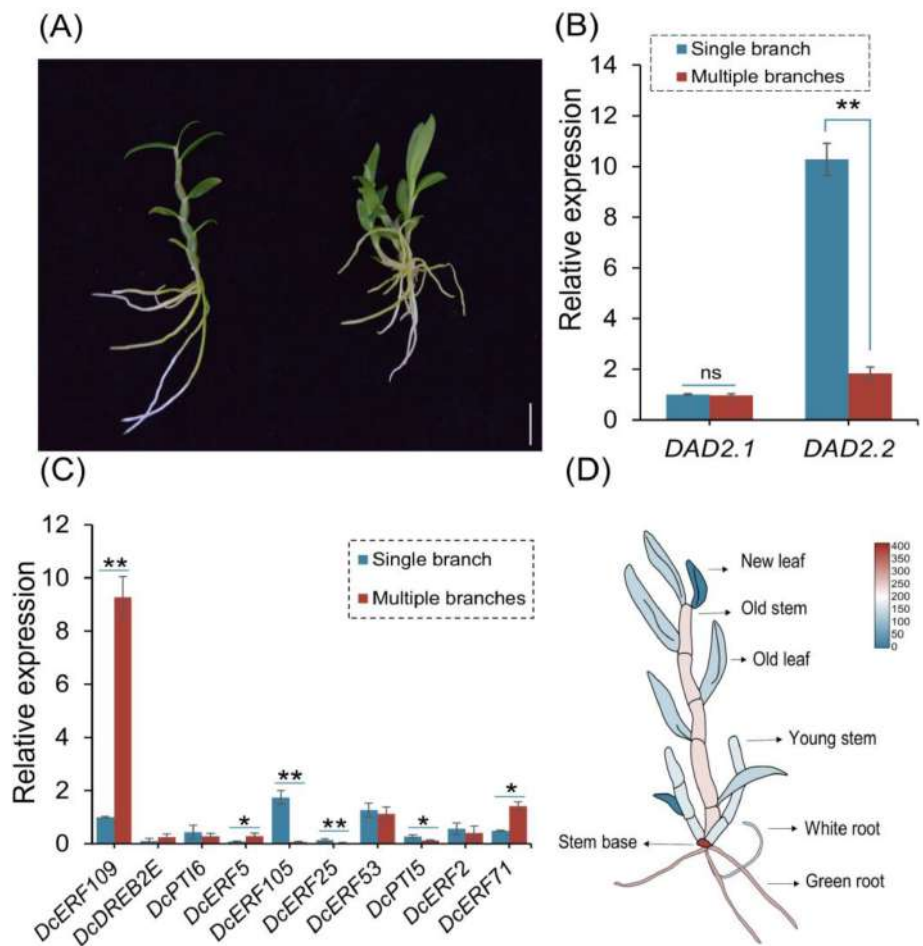 (A)
(B)
Single branch
Multiple branches
14
12
10
8
6
4
2
0
Relative expression
**
ns
DAD2.1
DAD2.2
(C)
12
10
8
6
4
2
0
Relative expression
Single branch
Multiple branches
**
*
**
**
*
*
DcERF109
DcDREB2E
DcPTI6
DcERF5
DcERF105
DcERF25
DcERF53
DcPTI5
DcERF2
DcERF71
(D)
400
350
300
250
200
150
100
50
0
New leaf
Old stem
Old leaf
Young stem
White root
Stem base
Green root